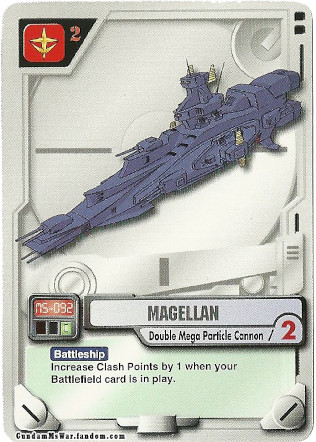 2
MS-092
MAGELLAN
Double Mega Particle Cannon / 2
Battleship
Increase Clash Points by 1 when your
Battlefield card is in play.
GundamMsWar.fandom.com